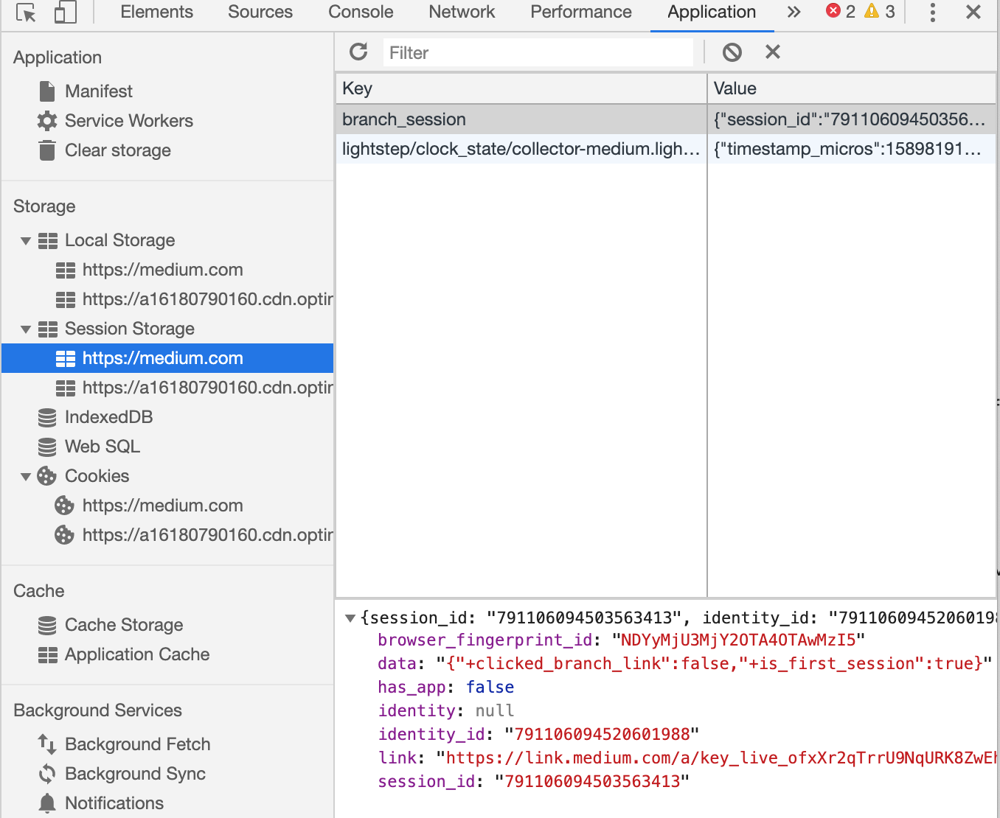 Elements Sources Console Network Performance Application » 2 3
Application
Manifest
Service Workers
Clear storage
Storage
Local Storage
https://medium.com
https://a16180790160.cdn.optir
Session Storage
https://medium.com
https://a16180790160.cdn.optir
IndexedDB
Web SQL
Cookies
https://medium.com
https://a16180790160.cdn.optir
Cache
Cache Storage
Application Cache
Background Services
Background Fetch
Background Sync
Notifications
Filter
Key Value
branch_session {"session_id":"79110609450356...
lightstep/clock_state/collector-medium.ligh... {"timestamp_micros":15898191...
{session_id: "791106094503563413", identity_id: "79110609452060198
browser_fingerprint_id: "NDYyMjU3MjY2OTA4OTAwMzI5"
data: "{"+clicked_branch_link":false,"+is_first_session":true}"
has_app: false
identity: null
identity_id: "791106094520601988"
link: "https://link.medium.com/a/key_live_ofxXr2qTrrU9NqURK8ZwEh
session_id: "791106094503563413"